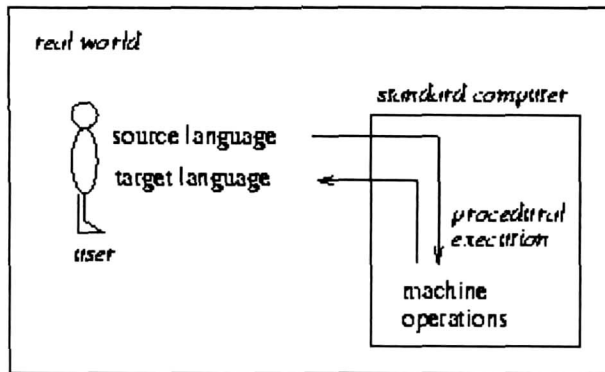 real world
standard computer
source language
target language
procedural
execution
user
machine
operations